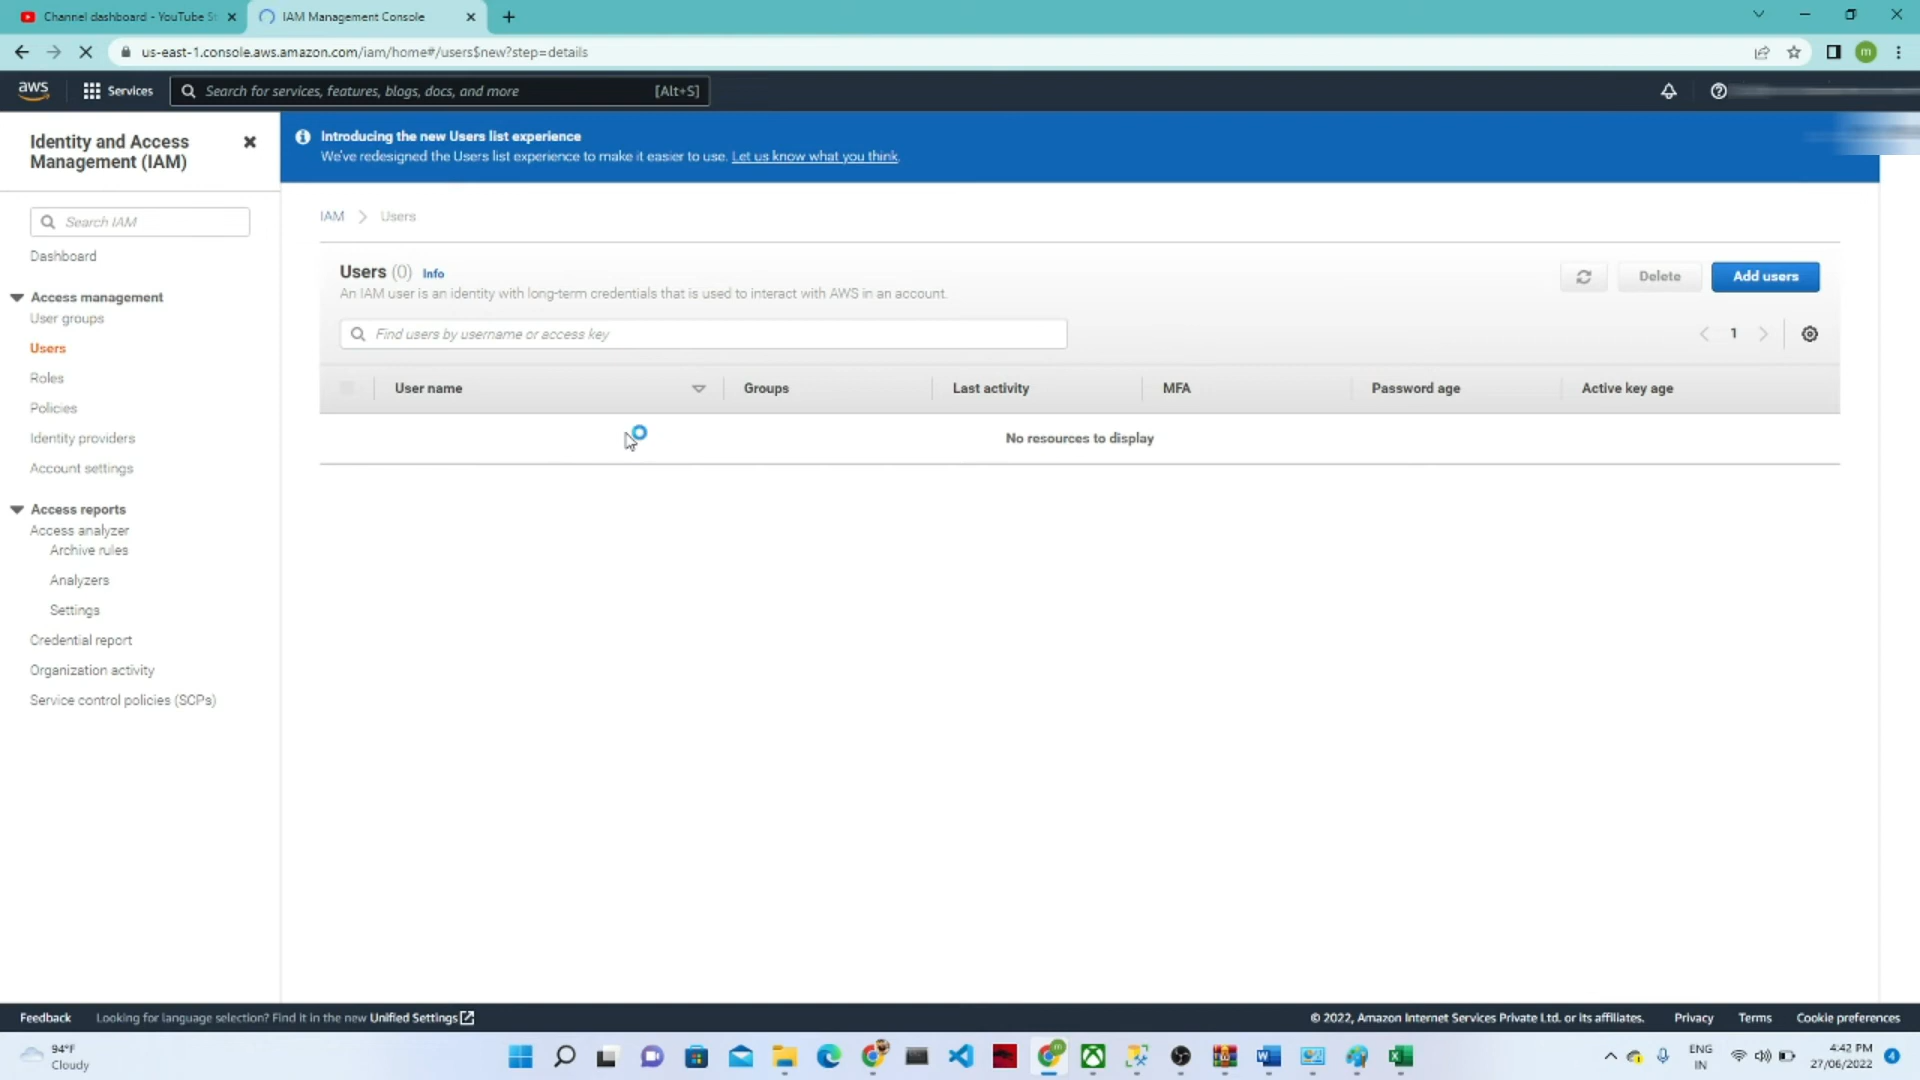 Channel dashboard - YouTube St
IAM Management Console
us-east-1.console.aws.amazon.com/iam/home#/users$new?step=details
m
aws
Services
Search for services, features, blogs, docs, and more
[Alt+S]
Identity and Access
Management (IAM)
Search IAM
Dashboard
Access management
User groups
Users
Roles
Policies
Identity providers
Account settings
Access reports
Access analyzer
Archive rules
Analyzers
Settings
Credential report
Organization activity
Service control policies (SCPs)
Introducing the new Users list experience
We've redesigned the Users list experience to make it easier to use. Let us know what you think.
IAM > Users
Users (0) Info
An IAM user is an identity with long-term credentials that is used to interact with AWS in an account.
Delete
Add users
Find users by username or access key
1
User name
Groups
Last activity
MFA
Password age
Active key age
No resources to display
Feedback
Looking for language selection? Find it in the new Unified Settings
© 2022, Amazon Internet Services Private Ltd. or its affiliates.
Privacy
Terms
Cookie preferences
94°F
Cloudy
ENG
IN
4:42 PM
27/06/2022
4